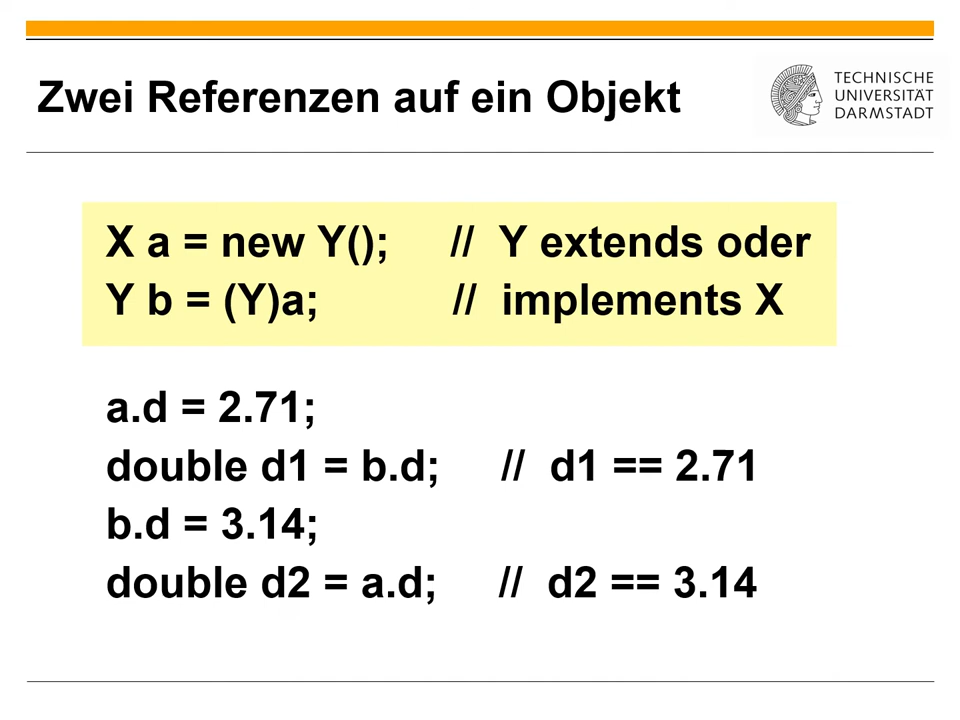 Zwei Referenzen auf ein Objekt
TECHNISCHE
UNIVERSITÄT
DARMSTADT
X a = new Y(); // Y extends oder
Y b = (Y)a; // implements X
a.d = 2.71;
double d1 = b.d; // d1 == 2.71
b.d = 3.14;
double d2 = a.d; // d2 == 3.14